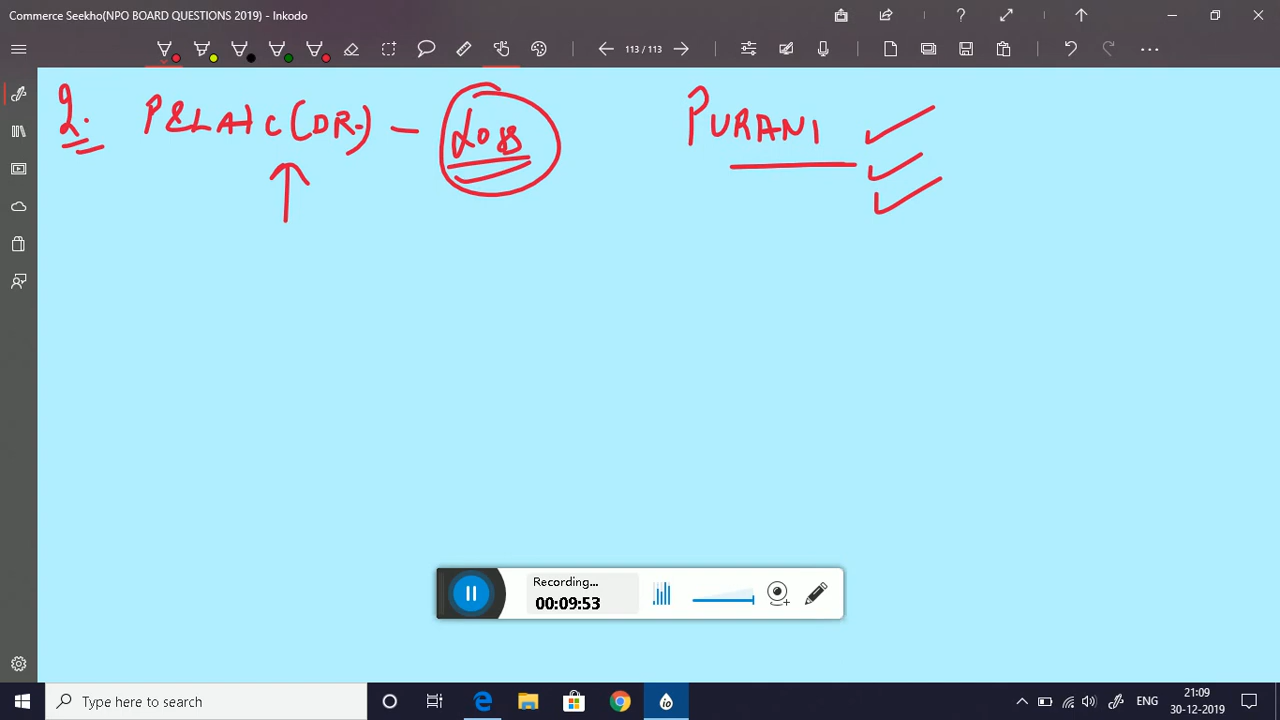 Commerce Seekho(NPO BOARD QUESTIONS 2019) - Inkodo
113 / 113
2. P&L A/C (DR.) - Loss
PURANI
Recording...
00:09:53
Type here to search
io
ENG
21:09
30-12-2019